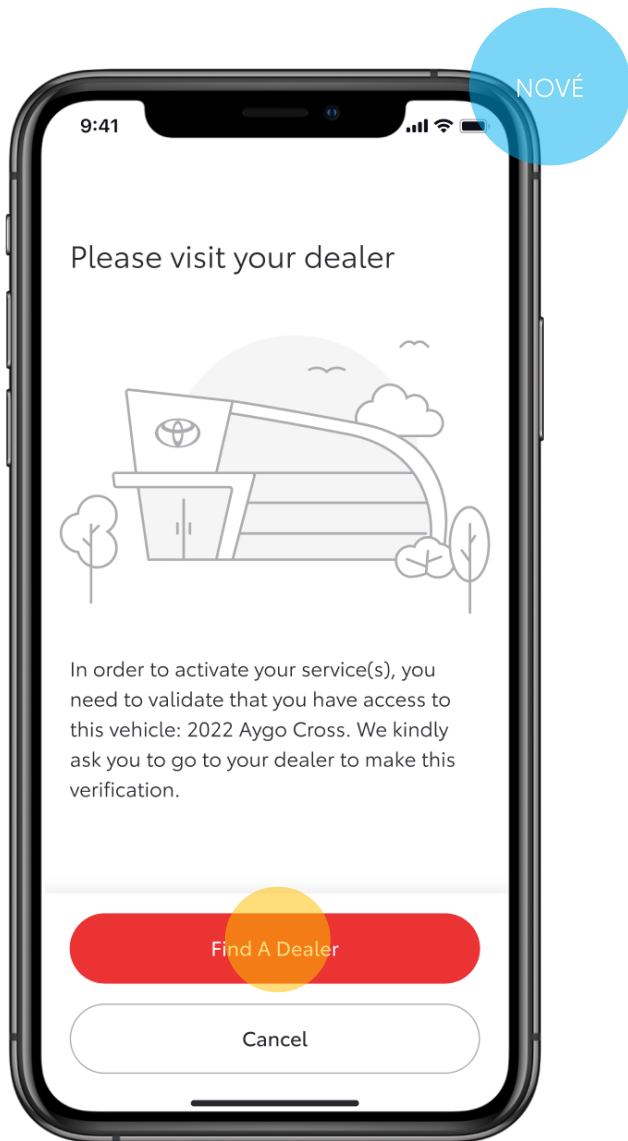 NOVÉ
9:41
Please visit your dealer
In order to activate your service(s), you
need to validate that you have access to
this vehicle: 2022 Aygo Cross. We kindly
ask you to go to your dealer to make this
verification.
Find A Dealer
Cancel